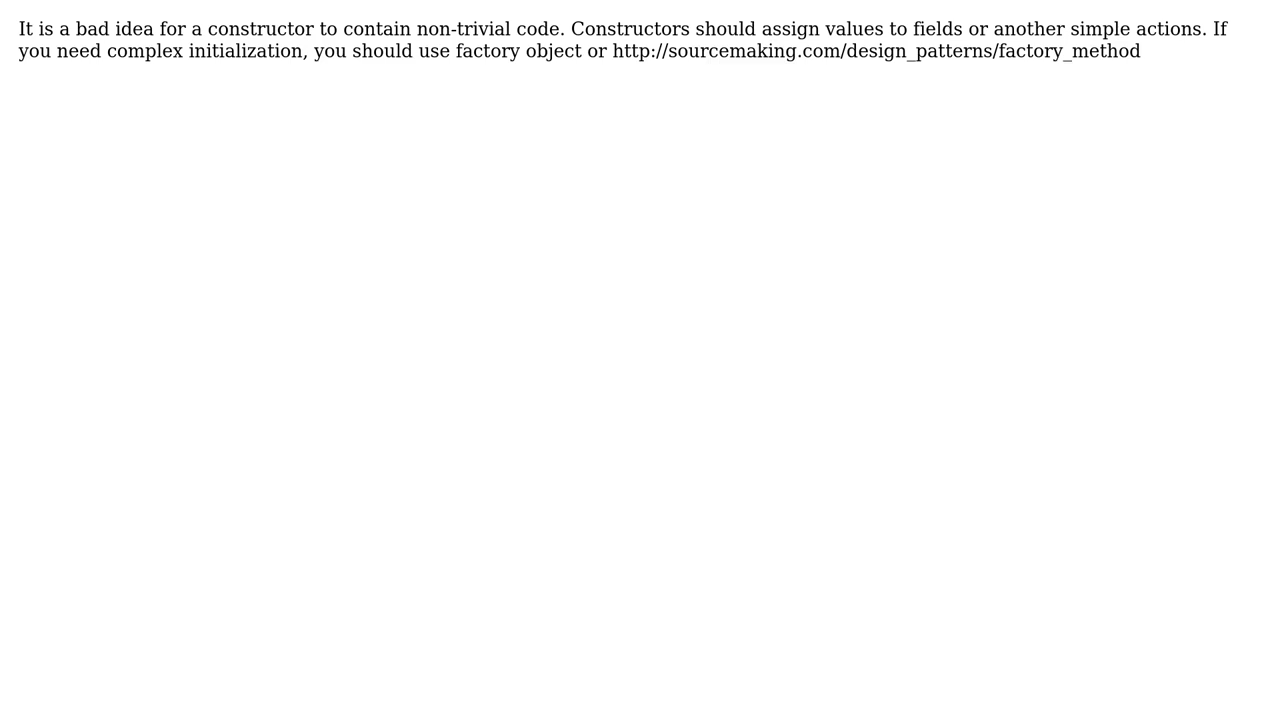 It is a bad idea for a constructor to contain non-trivial code. Constructors should assign values to fields or another simple actions. If
you need complex initialization, you should use factory object or http://sourcemaking.com/design_patterns/factory_method